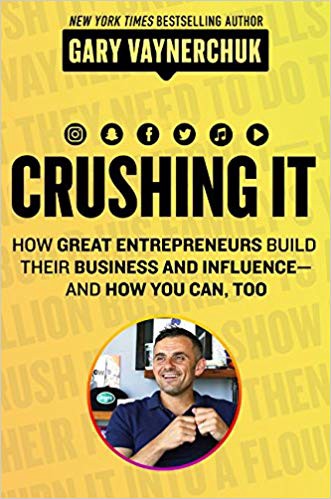 NEW YORK TIMES BESTSELLING AUTHOR
GARY VAYNERCHUK
CRUSHING IT
HOW GREAT ENTREPRENEURS BUILD
THEIR BUSINESS AND INFLUENCE—
AND HOW YOU CAN, TOO